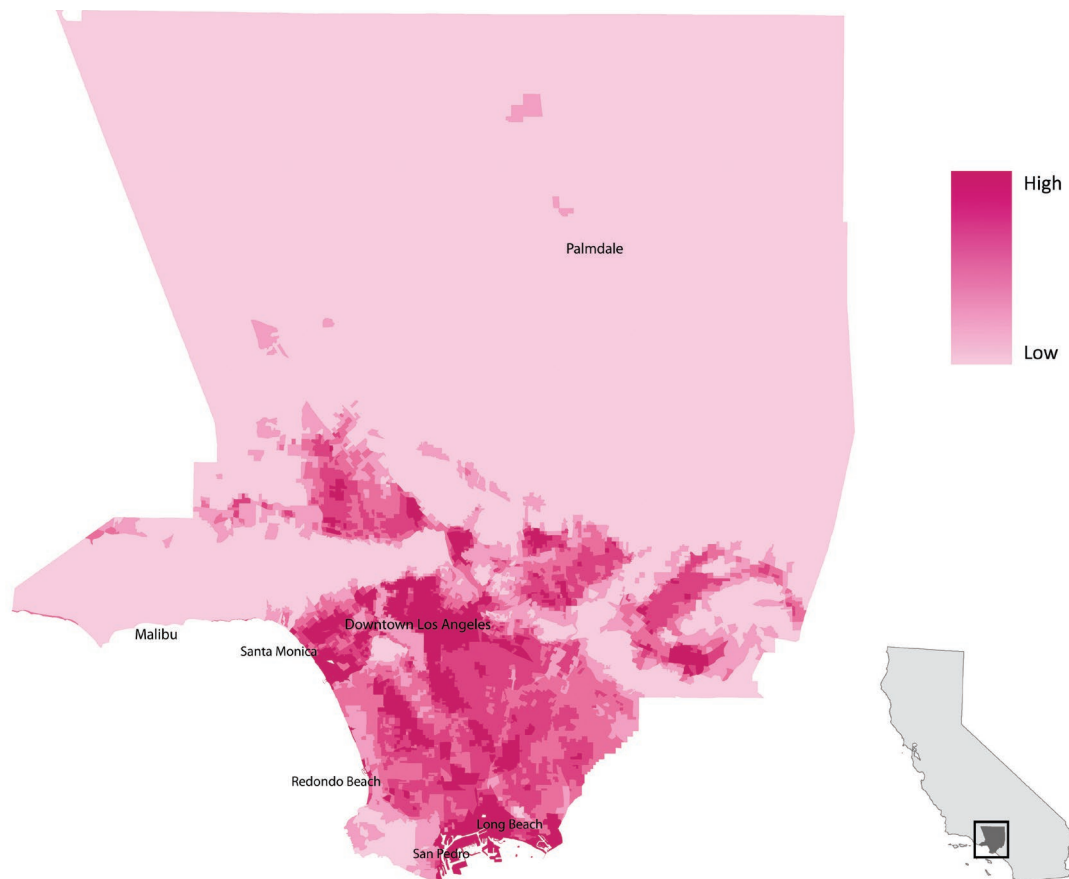 High
Palmdale
Low
Downtown Los Angeles
Malibu
Santa Monica
Redondo Beach
Long Beach
San Pedro